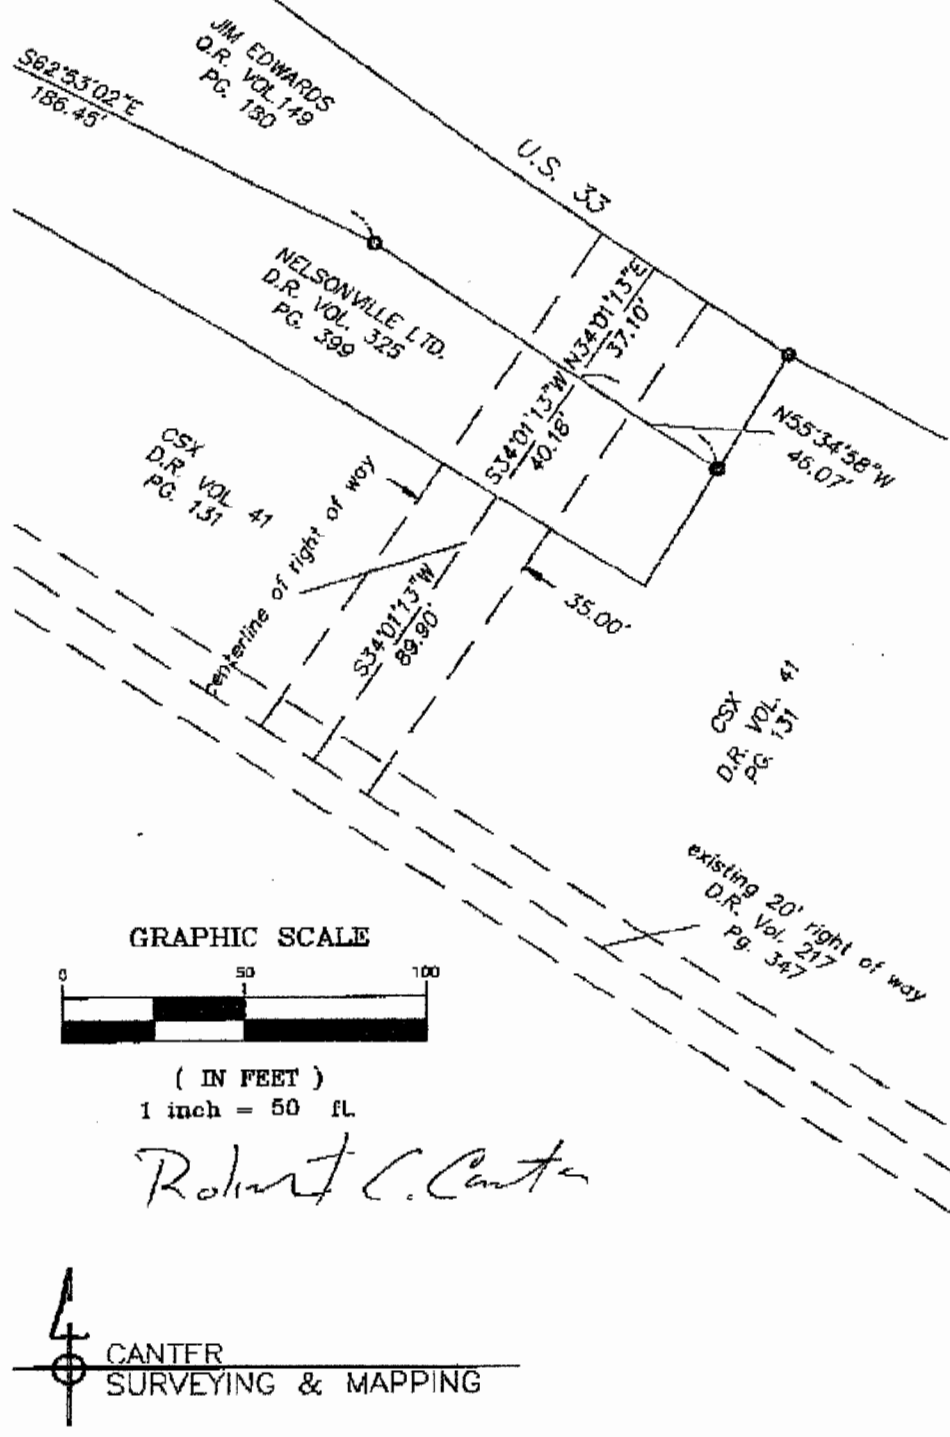 JIM EDWARDS
O.R. VOL.149
PG. 180
S62°53'02"E
186.45'
U.S. 33
NELSONVILLE LTD.
D.R. VOL. 325
PG. 399
N34°01'13"E
37.10'
S34°01'13"W
40.18'
N55°34'58"W
46.07'
CSX
D.R. VOL 41
PG. 131
centerline of right of way
S34°01'13"W
89.90'
35.00'
CSX
D.R. VOL. 41
PG. 131
existing 20' right of way
D.R. Vol. 217
Pg. 347
GRAPHIC SCALE
0 50 100
( IN FEET )
1 inch = 50 ft.
Robert C. Canter
CANTER
SURVEYING & MAPPING